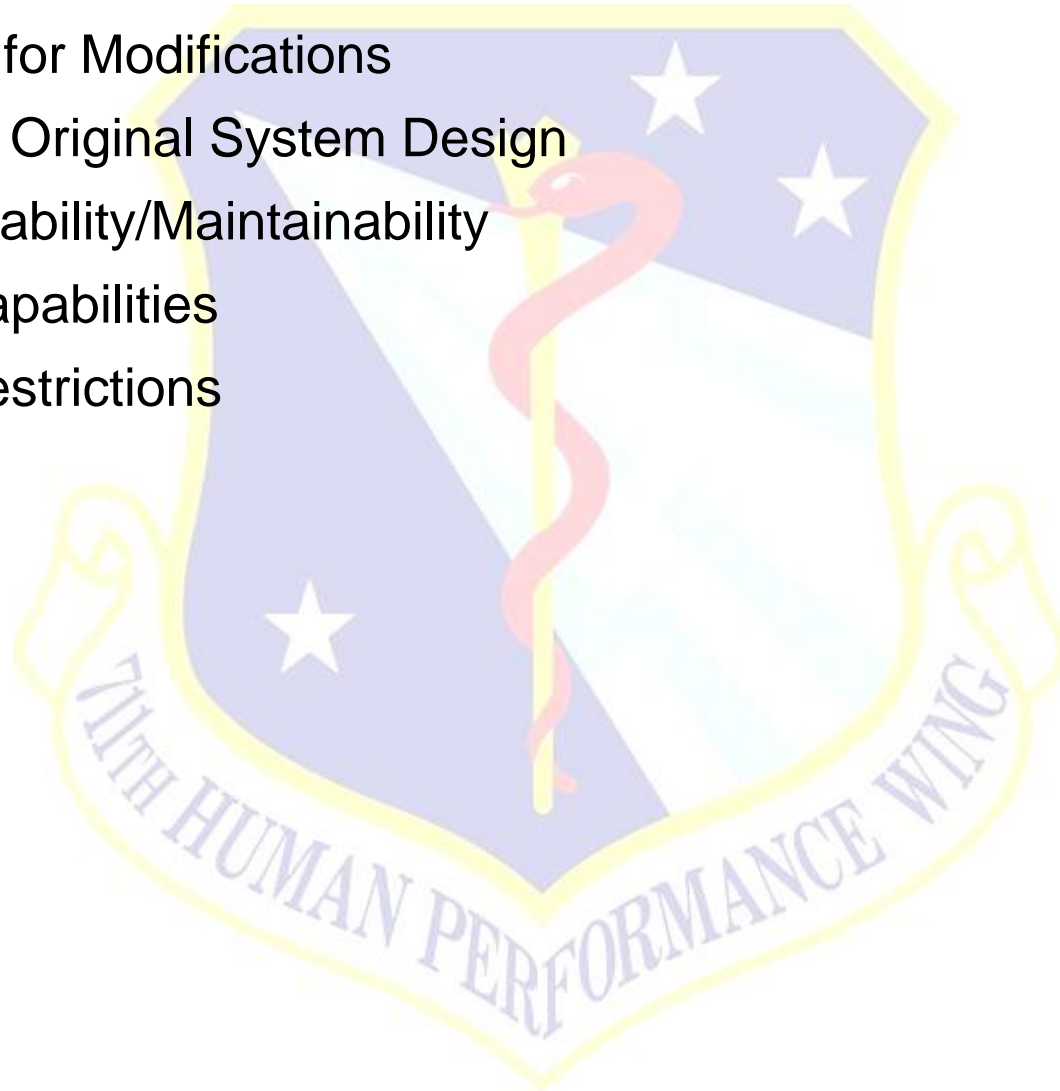 for Modifications
Original System Design
ability/Maintainability
apabilities
estrictions
711TH HUMAN PERFORMANCE WING